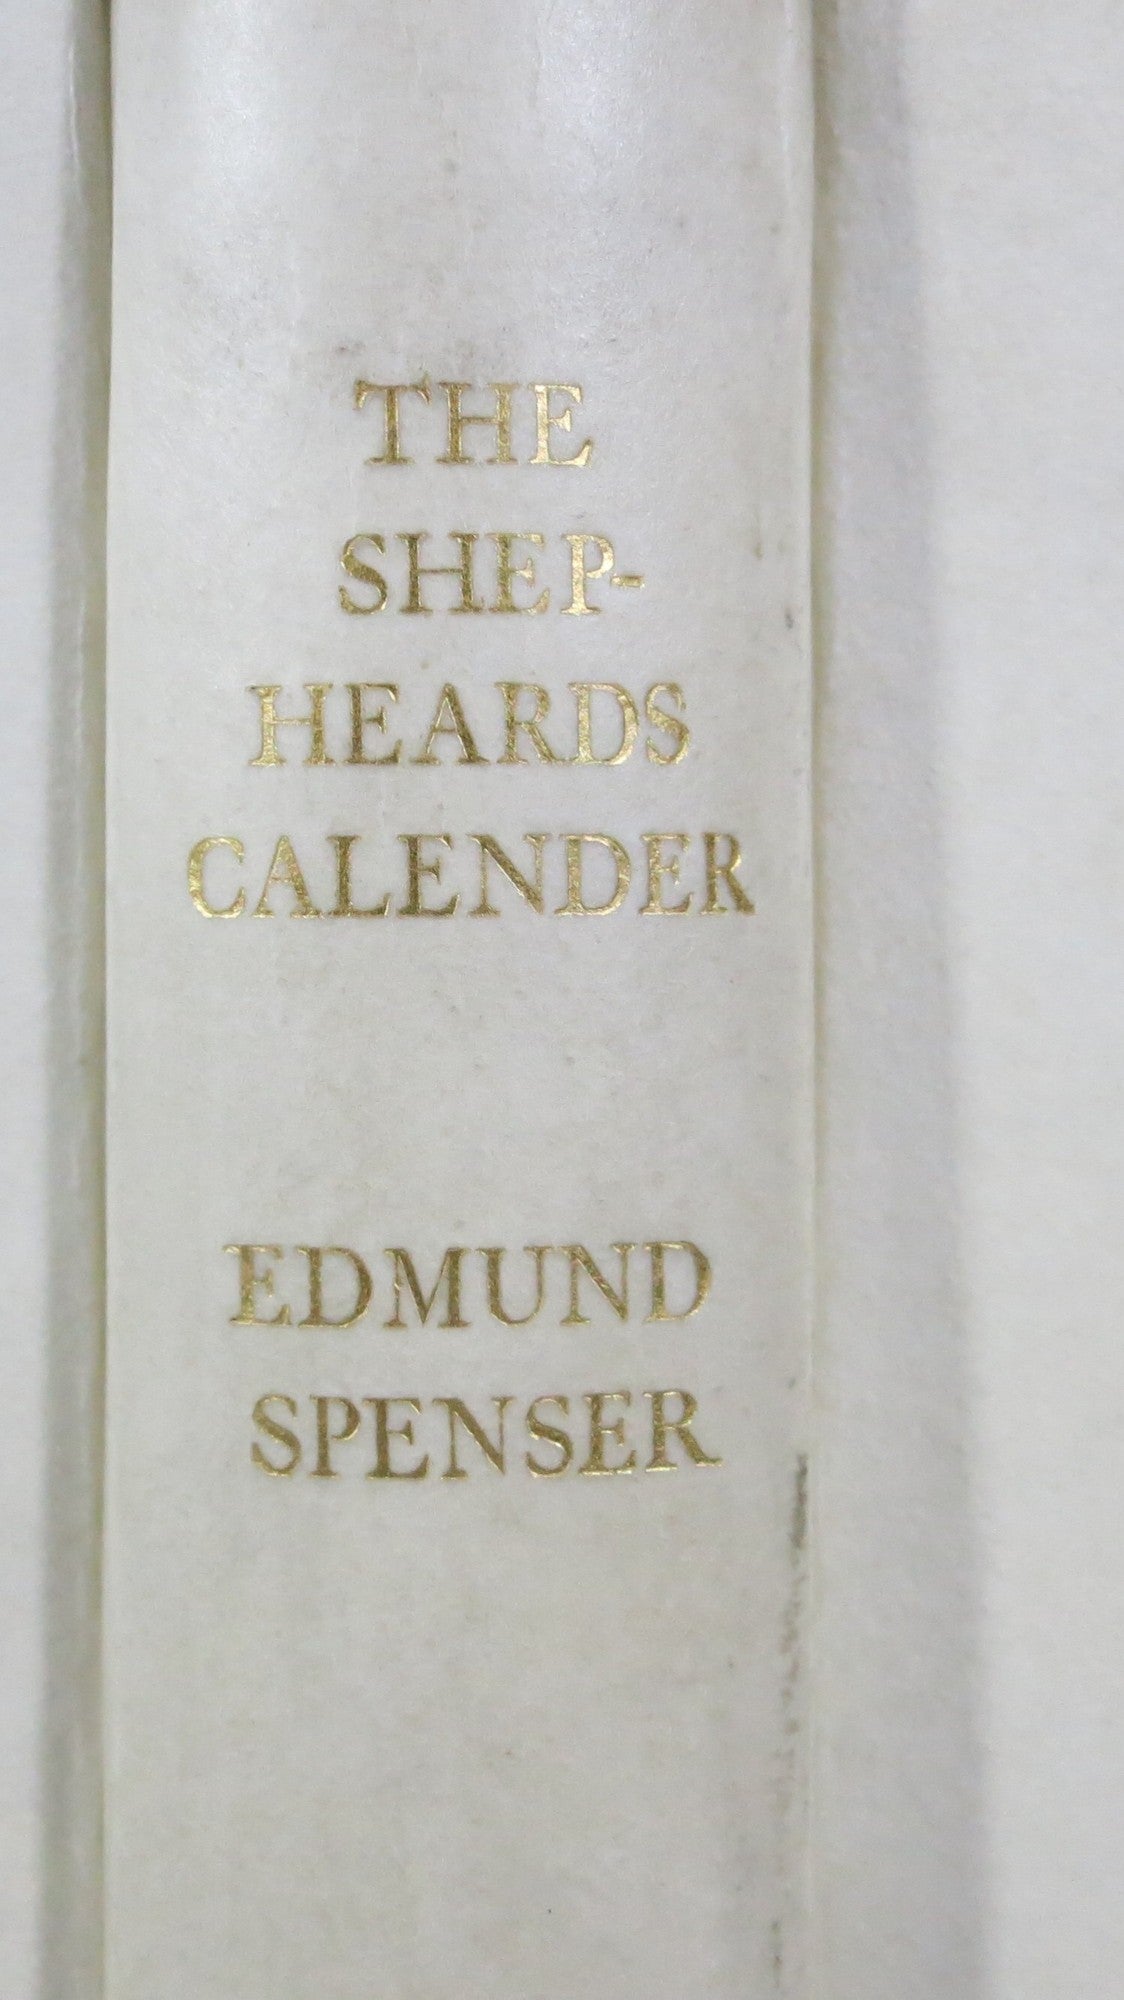 THE
SHEP-
HEARDS
CALENDER
EDMUND
SPENSER